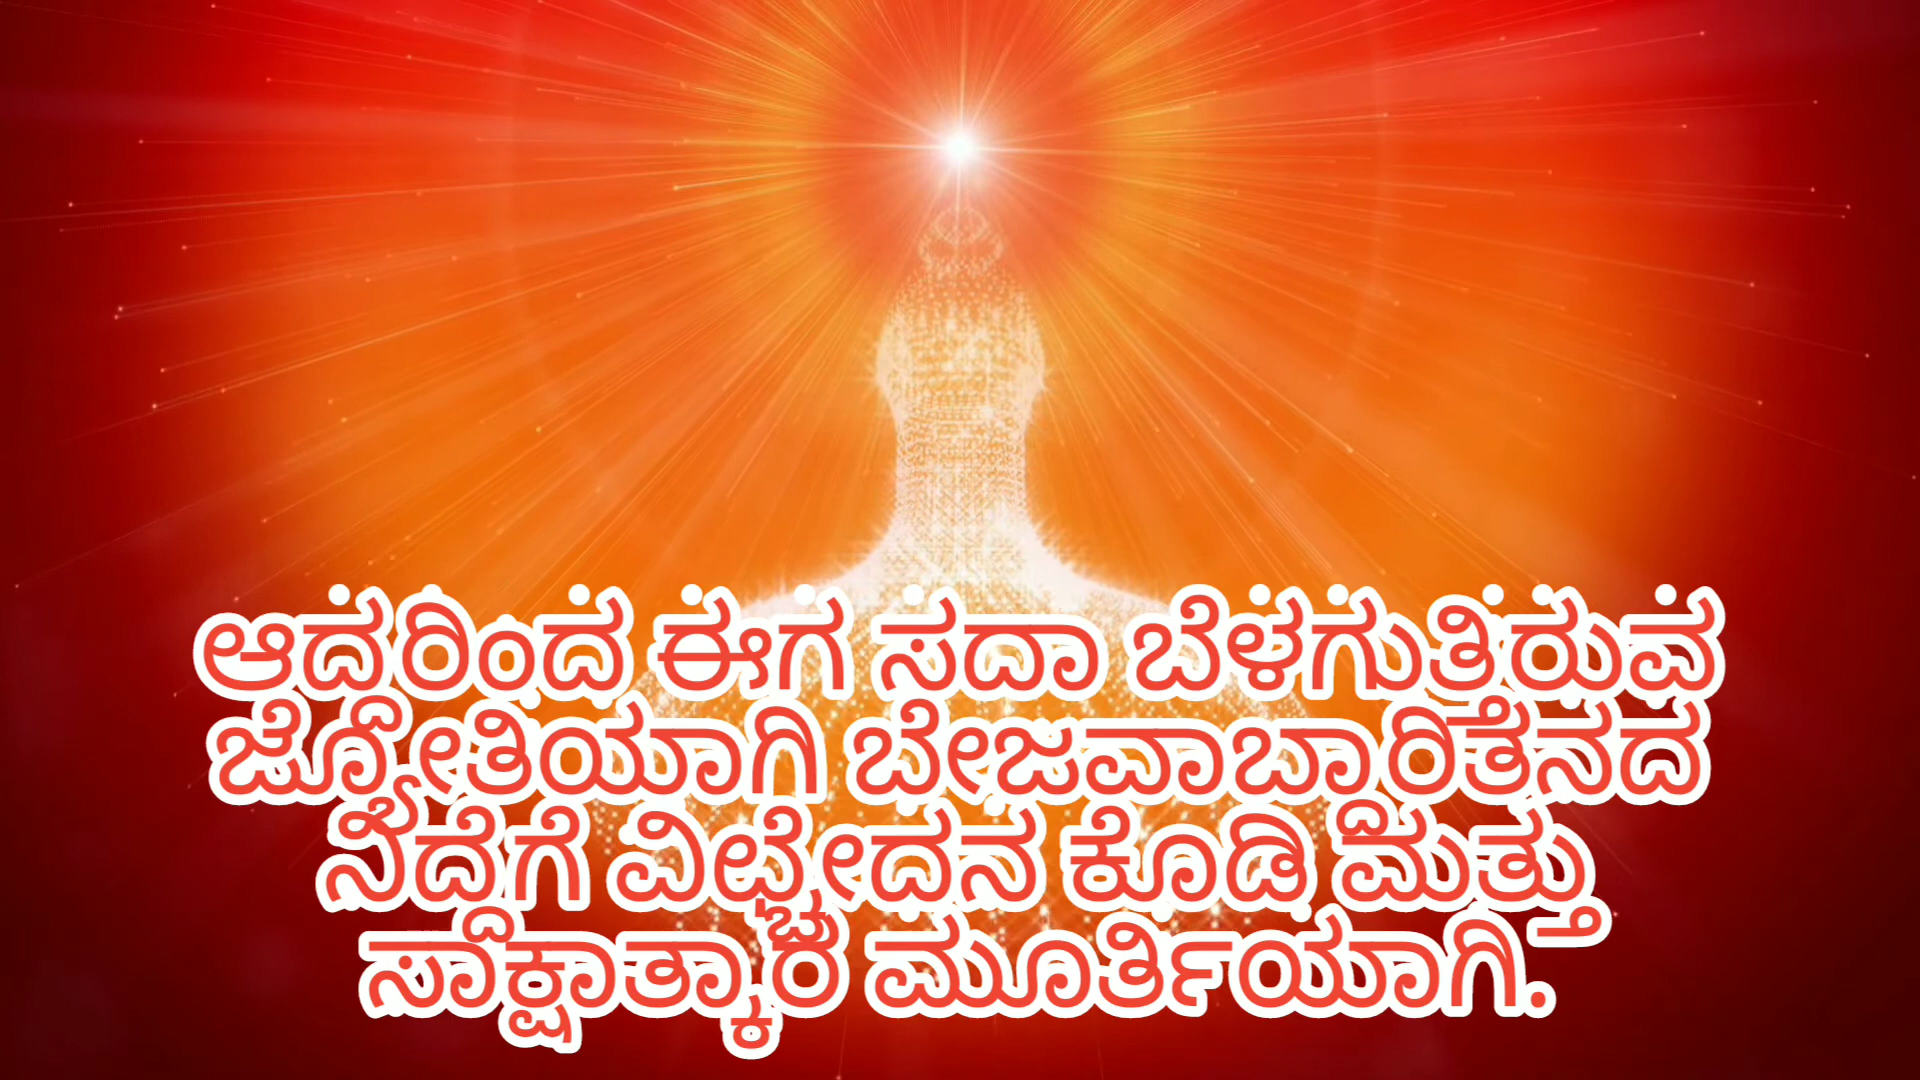 ಆದ್ದರಿಂದ ಈಗ ಸದಾ ಬೆಳಗುತ್ತಿರುವ
ಜ್ಯೋತಿಯಾಗಿ ಬೇಜವಾಬ್ದಾರಿತನದ
ನಿದ್ದೆಗೆ ವಿಚ್ಛೇದನ ಕೊಡಿ ಮತ್ತು
ಸಾಕ್ಷಾತ್ಕಾರ ಮೂರ್ತಿಯಾಗಿ.